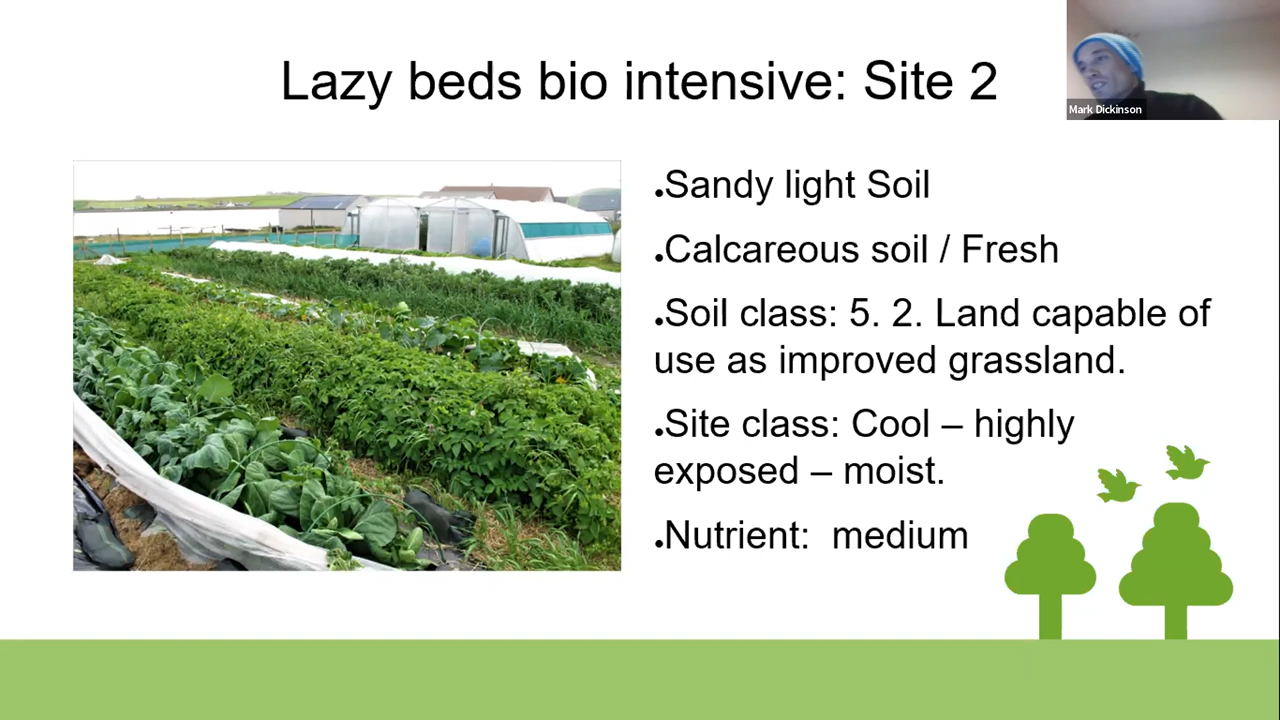 Lazy beds bio intensive: Site 2
Mark Dickinson
•Sandy light Soil
•Calcareous soil / Fresh
•Soil class: 5. 2. Land capable of
use as improved grassland.
•Site class: Cool – highly
exposed – moist.
•Nutrient:  medium